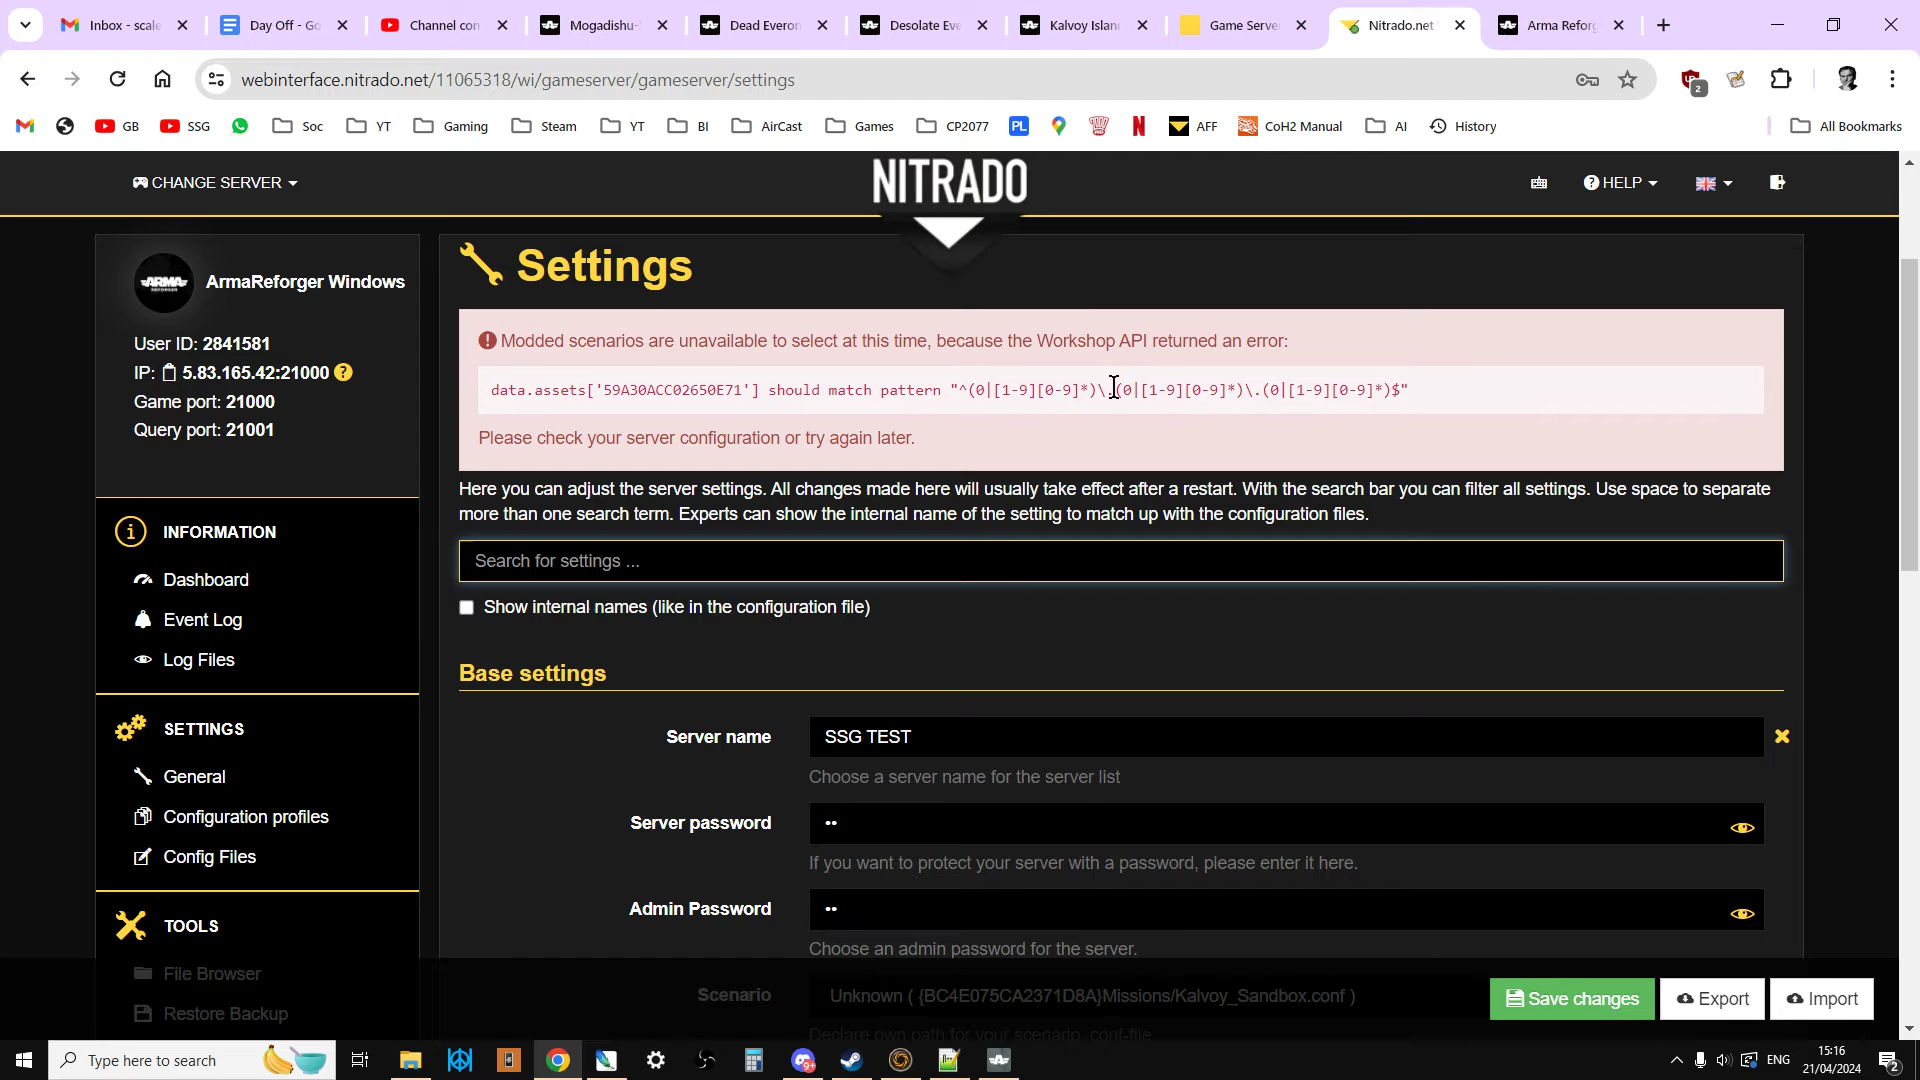 Inbox - scale
Day Off - Go
Channel con
Mogadishu-
Dead Everon
Desolate Eve
Kalvoy Islan
Game Serve
Nitrado.net
Arma Reforg
webinterface.nitrado.net/11065318/wi/gameserver/gameserver/settings
2
GB
SSG
Soc
YT
Gaming
Steam
YT
BI
AirCast
Games
CP2077
PL
AFF
CoH2 Manual
AI
History
All Bookmarks
CHANGE SERVER
NITRADO
HELP
ARMA
REFORGER
ArmaReforger Windows
User ID: 2841581
IP: 5.83.165.42:21000
Game port: 21000
Query port: 21001
INFORMATION
Dashboard
Event Log
Log Files
SETTINGS
General
Configuration profiles
Config Files
TOOLS
File Browser
Restore Backup
Settings
Modded scenarios are unavailable to select at this time, because the Workshop API returned an error:
data.assets['59A30ACC02650E71'] should match pattern "^(0|[1-9][0-9]*)\.(0|[1-9][0-9]*)\.(0|[1-9][0-9]*)$"
Please check your server configuration or try again later.
Here you can adjust the server settings. All changes made here will usually take effect after a restart. With the search bar you can filter all settings. Use space to separate
more than one search term. Experts can show the internal name of the setting to match up with the configuration files.
Search for settings ...
Show internal names (like in the configuration file)
Base settings
Server name
SSG TEST
Choose a server name for the server list
Server password
••
If you want to protect your server with a password, please enter it here.
Admin Password
••
Choose an admin password for the server.
Scenario
Unknown ( {BC4E075CA2371D8A}Missions/Kalvoy_Sandbox.conf )
Declare own path for your scenario .conf-file
Save changes
Export
Import
Type here to search
9+
ENG
15:16
21/04/2024
2